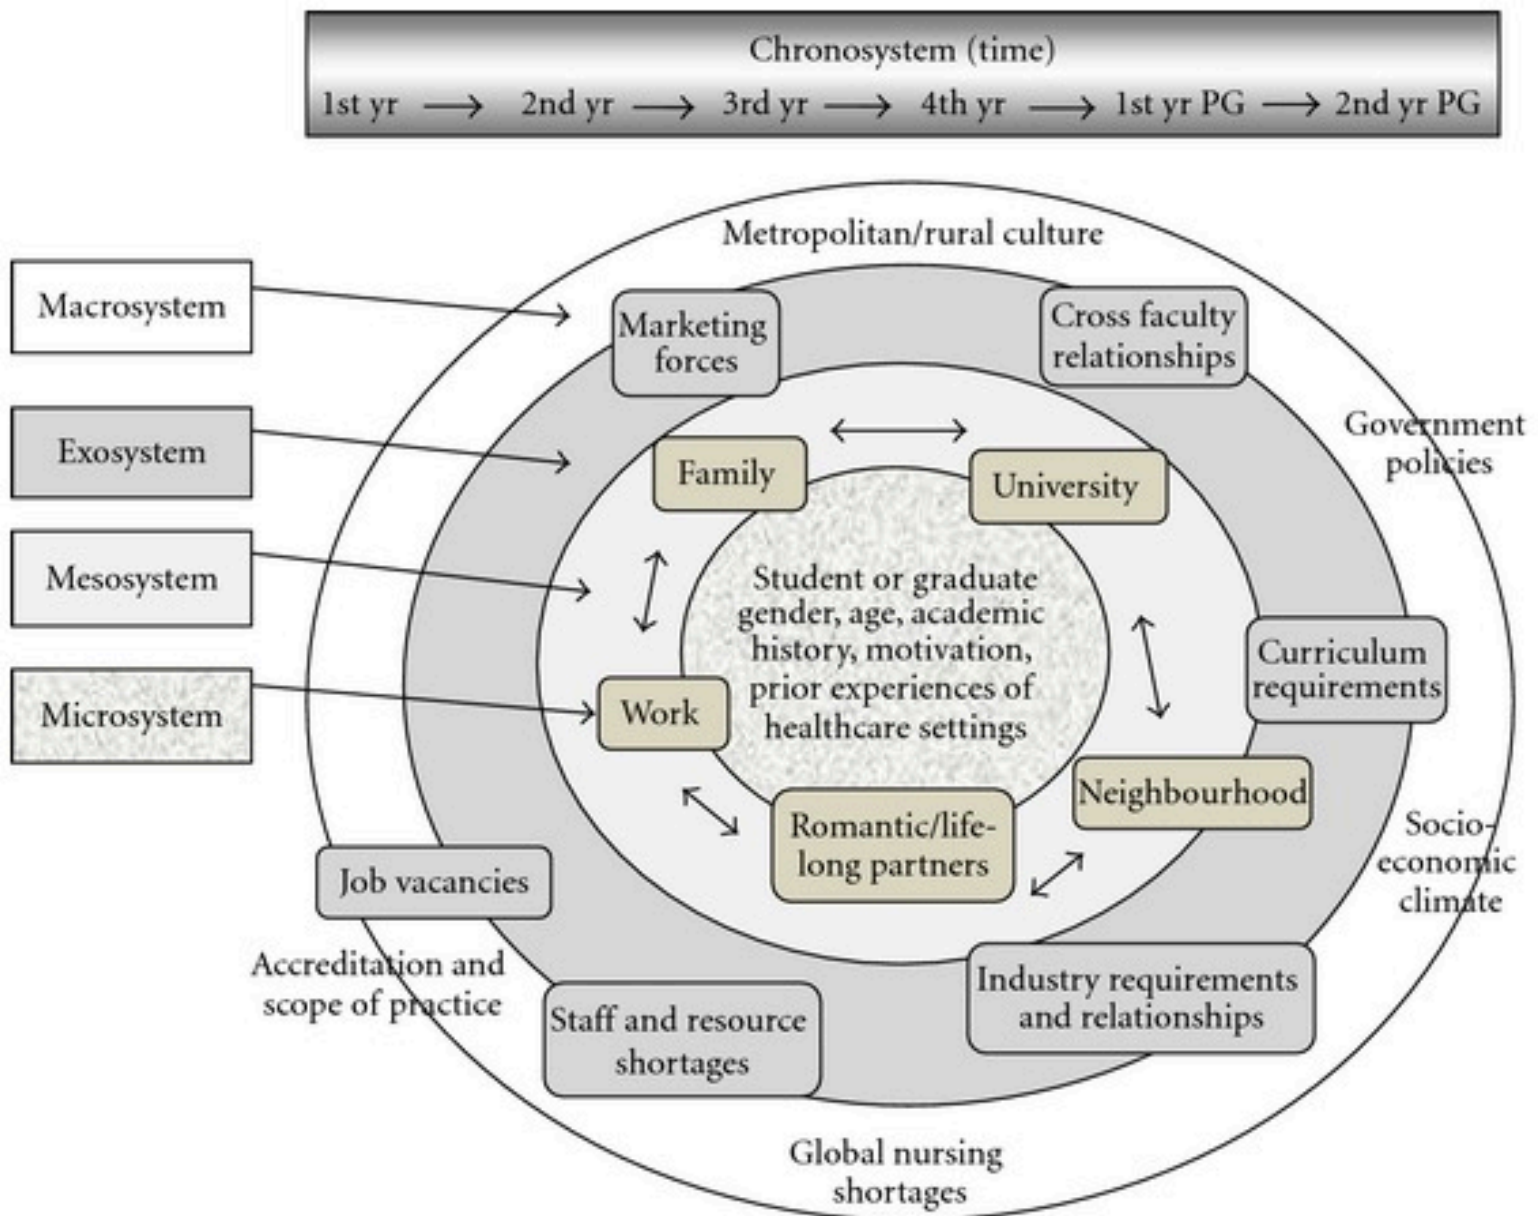 Chronosystem (time)
1st yr → 2nd yr → 3rd yr → 4th yr → 1st yr PG → 2nd yr PG
Macrosystem
Exosystem
Mesosystem
Microsystem
Metropolitan/rural culture
Marketing
forces
Cross faculty
relationships
Government
policies
Family
University
Student or graduate
gender, age, academic
history, motivation,
prior experiences of
healthcare settings
Curriculum
requirements
Work
Neighbourhood
Romantic/life-
long partners
Socio-
economic
climate
Job vacancies
Accreditation and
scope of practice
Staff and resource
shortages
Industry requirements
and relationships
Global nursing
shortages